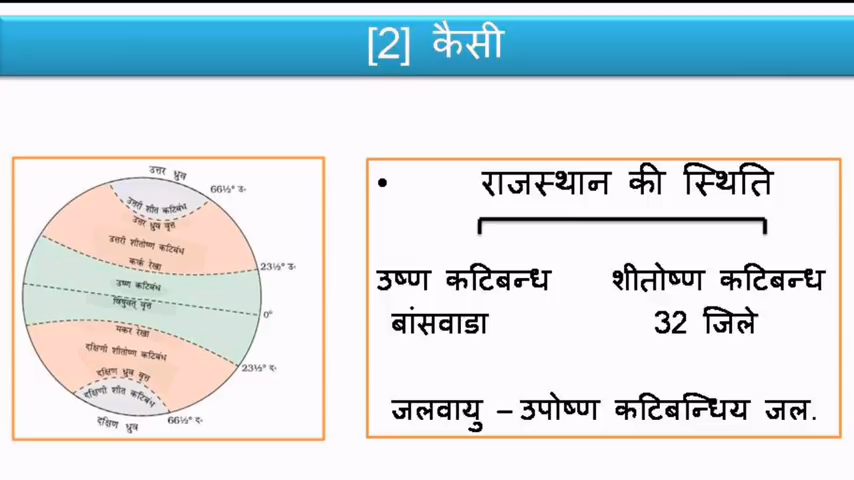 [2] कैसी
उत्तर ध्रुव
66½° उ.
उत्तरी शीत कटिबंध
उत्तर ध्रुव वृत्त
उत्तरी शीतोष्ण कटिबंध
कर्क रेखा
23½° उ.
उष्ण कटिबंध
विषुवत् वृत्त
0°
मकर रेखा
दक्षिणी शीतोष्ण कटिबंध
23½° द.
दक्षिण ध्रुव वृत्त
दक्षिणी शीत कटिबंध
66½° द.
दक्षिण ध्रुव
• राजस्थान की स्थिति
उष्ण कटिबन्ध शीतोष्ण कटिबन्ध
बांसवाडा 32 जिले
जलवायु – उपोष्ण कटिबन्धिय जल.